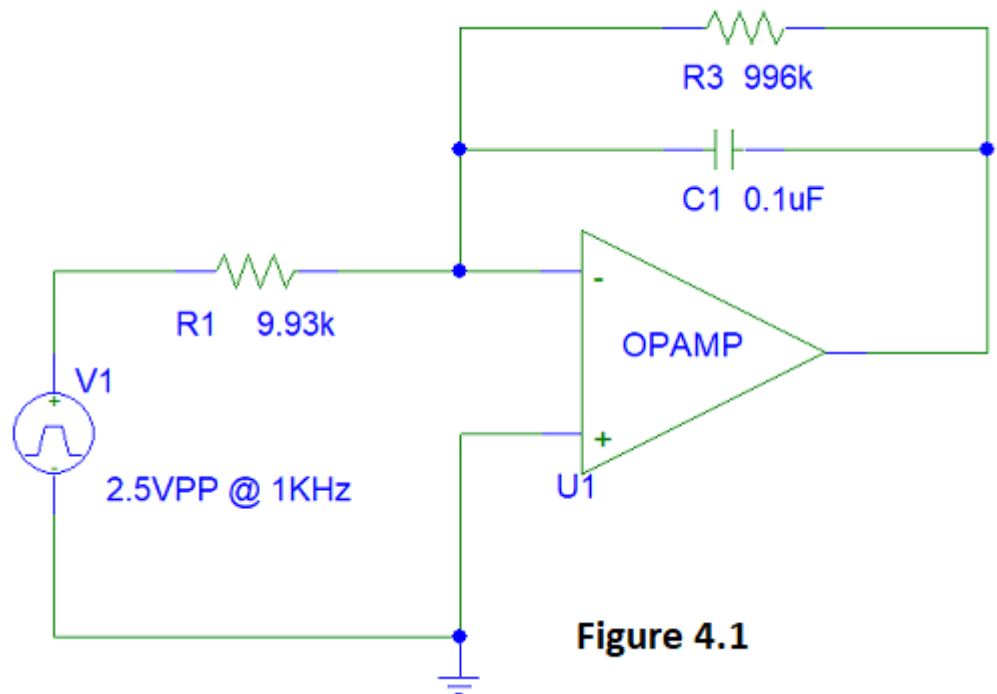 R3 996k
C1 0.1uF
-
R1 9.93k
OPAMP
V1
+
-
+
2.5VPP @ 1KHz
U1
Figure 4.1